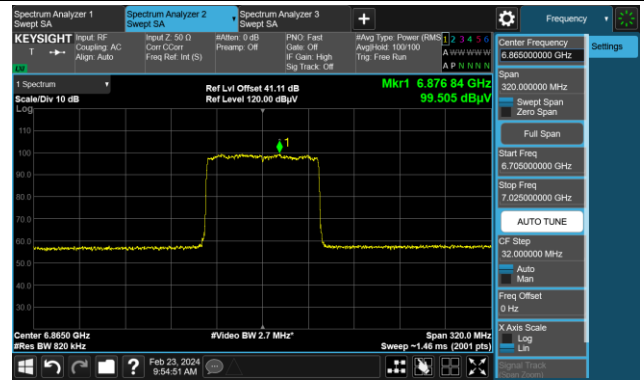 Spectrum Analyzer 1
Swept SA
Spectrum Analyzer 2
Swept SA
Spectrum Analyzer 3
Swept SA
+
Frequency
KEYSIGHT
T
LM
Input: RF
Coupling: AC
Align: Auto
Input Z: 50 Ω
Corr CCorr
Freq Ref: Int (S)
#Atten: 0 dB
Preamp: Off
PNO: Fast
Gate: Off
IF Gain: High
Sig Track: Off
#Avg Type: Power (RMS)
Avg|Hold: 100/100
Trig: Free Run
1 2 3 4 5 6
A W W W W W
A P N N N N
1 Spectrum
Scale/Div 10 dB
Log
Ref Lvl Offset 41.11 dB
Ref Level 120.00 dBµV
Mkr1 6.876 84 GHz
99.505 dBµV
1
110
100
90.0
80.0
70.0
60.0
50.0
40.0
30.0
Center 6.8650 GHz
#Res BW 820 kHz
#Video BW 2.7 MHz*
Span 320.0 MHz
Sweep ~1.46 ms (2001 pts)
Feb 23, 2024
9:54:51 AM
?
Center Frequency
6.865000000 GHz
Span
320.000000 MHz
Swept Span
Zero Span
Full Span
Start Freq
6.705000000 GHz
Stop Freq
7.025000000 GHz
AUTO TUNE
CF Step
32.000000 MHz
Auto
Man
Freq Offset
0 Hz
X Axis Scale
Log
Lin
Signal Track
(Span Zoom)
Settings